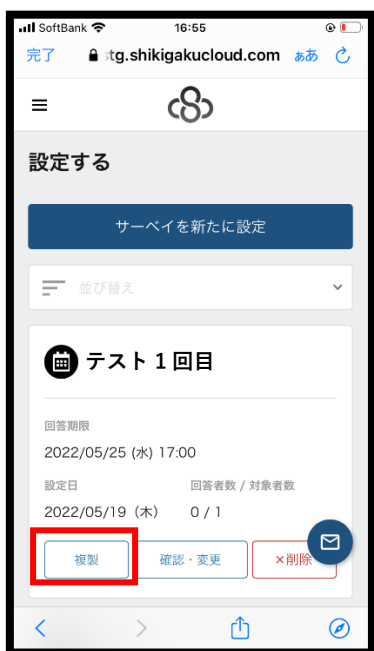 SoftBank 16:55
完了 stg.shikigakucloud.com ぁあ
設定する
サーベイを新たに設定
並び替え
テスト１回目
回答期限
2022/05/25 (水) 17:00
設定日 回答者数 / 対象者数
2022/05/19（木） 0 / 1
複製 確認・変更 ×削除